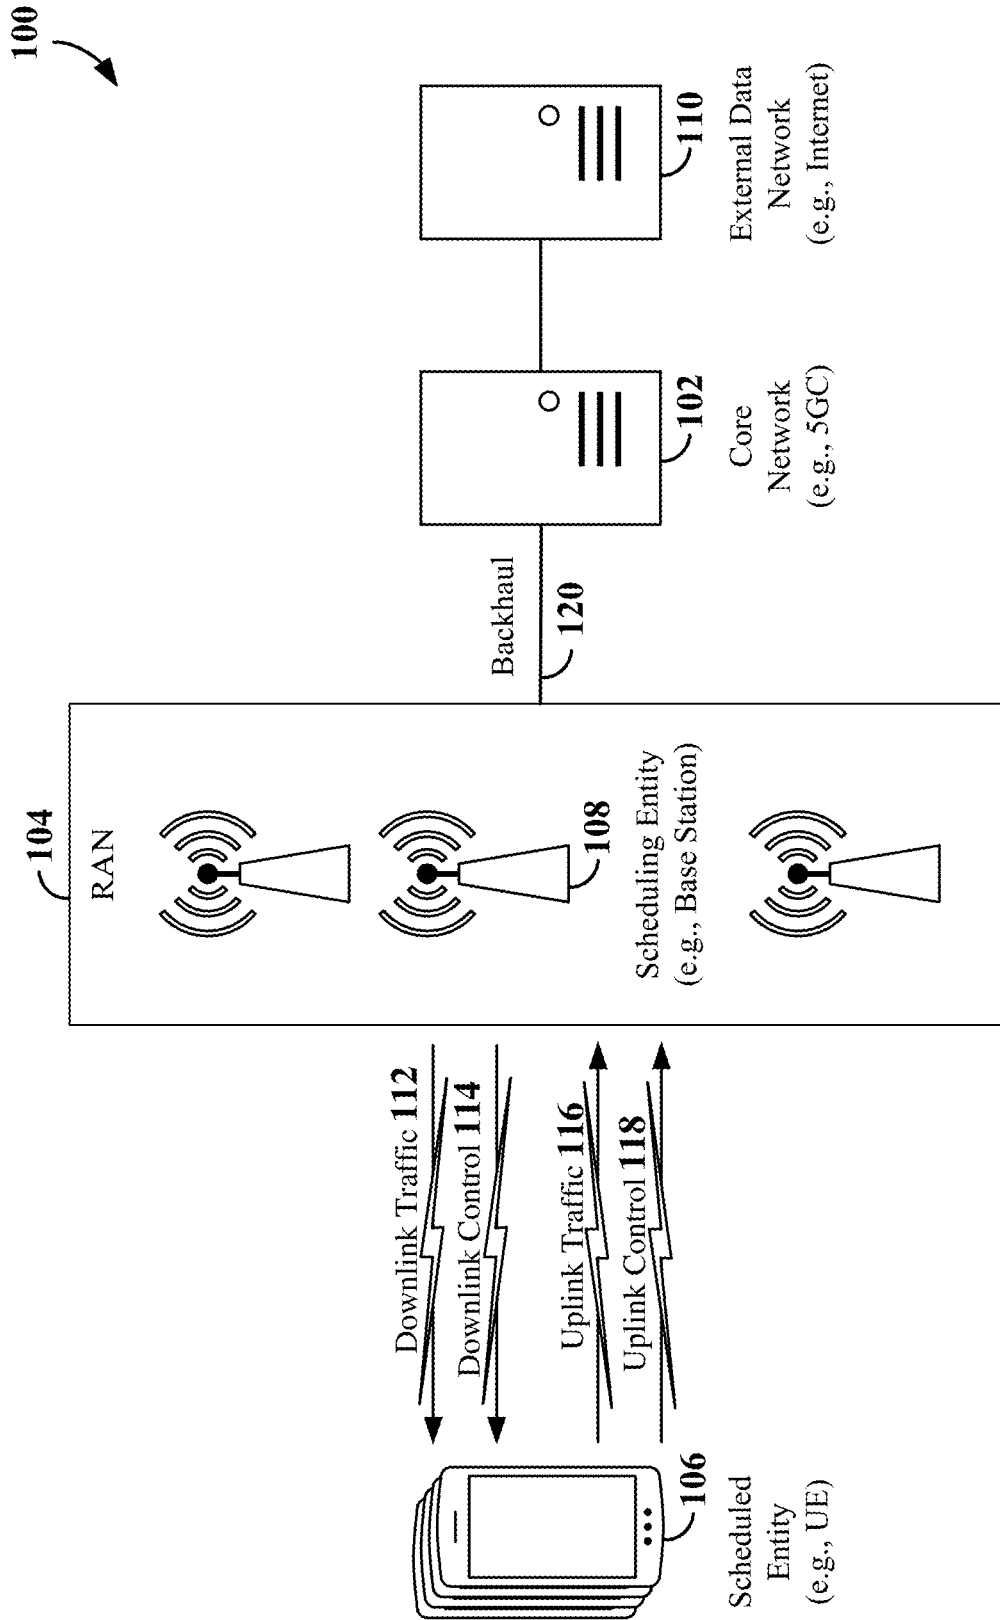 100
104
RAN
Downlink Traffic 112
Downlink Control 114
Uplink Traffic 116
Uplink Control 118
106
Scheduled
Entity
(e.g., UE)
108
Scheduling Entity
(e.g., Base Station)
Backhaul
120
102
Core
Network
(e.g., 5GC)
110
External Data
Network
(e.g., Internet)